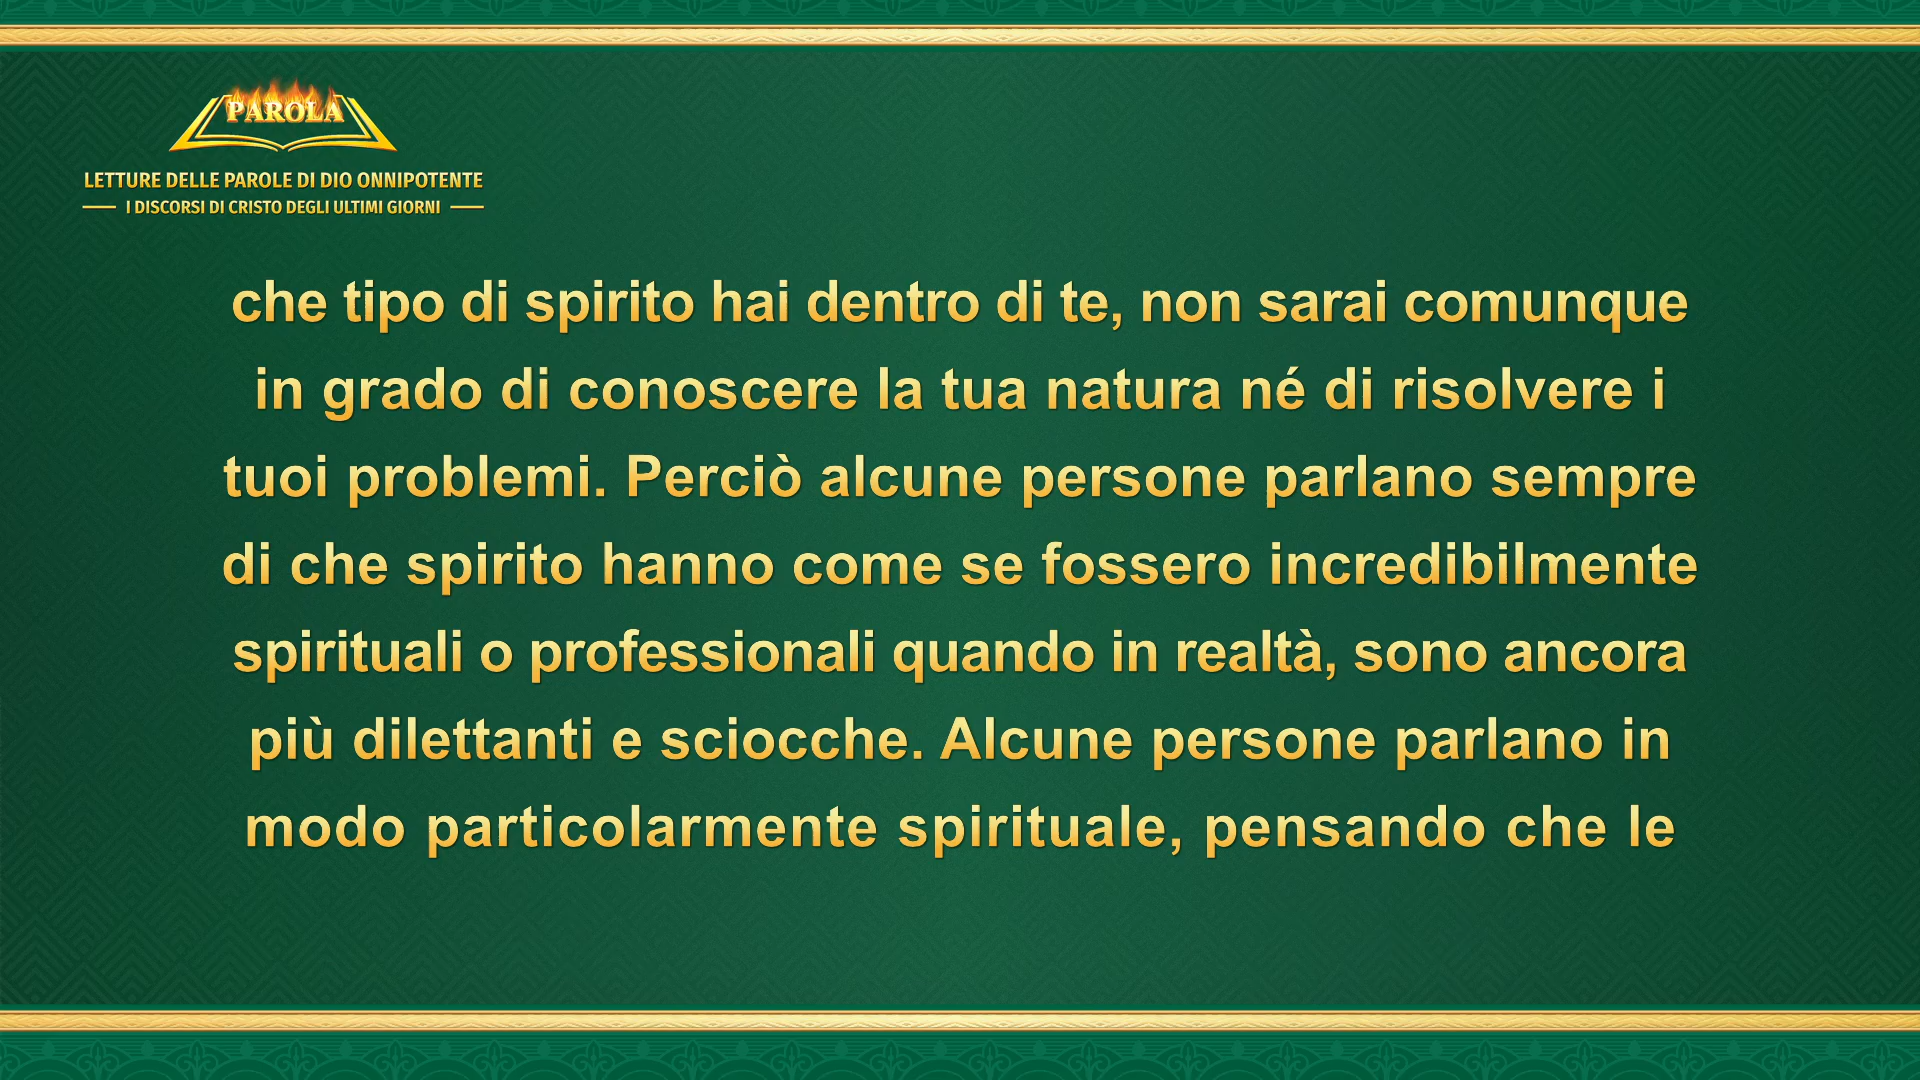 PAROLA
LETTURE DELLE PAROLE DI DIO ONNIPOTENTE
I DISCORSI DI CRISTO DEGLI ULTIMI GIORNI
che tipo di spirito hai dentro di te, non sarai comunque
in grado di conoscere la tua natura né di risolvere i
tuoi problemi. Perciò alcune persone parlano sempre
di che spirito hanno come se fossero incredibilmente
spirituali o professionali quando in realtà, sono ancora
più dilettanti e sciocche. Alcune persone parlano in
modo particolarmente spirituale, pensando che le